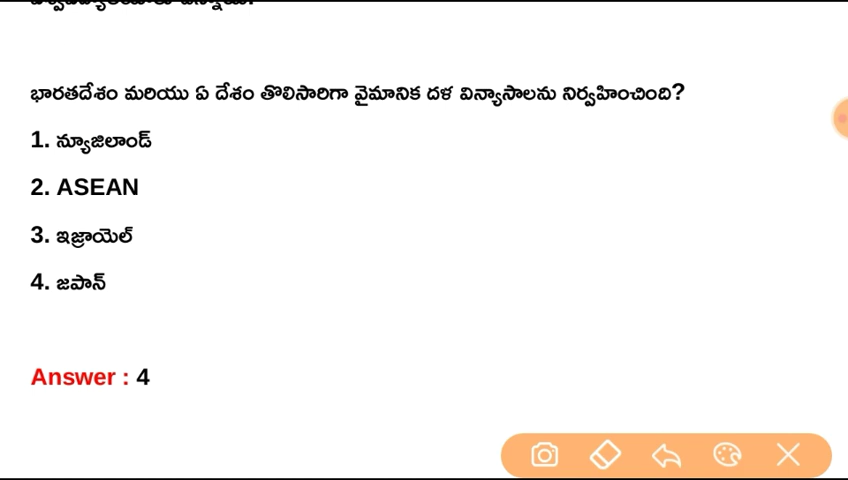 భారతదేశం మరియు ఏ దేశం తొలిసారిగా వైమానిక దళ విన్యాసాలను నిర్వహించింది?
1. న్యూజిలాండ్
2. ASEAN
3. ఇజ్రాయెల్
4. జపాన్
Answer : 4